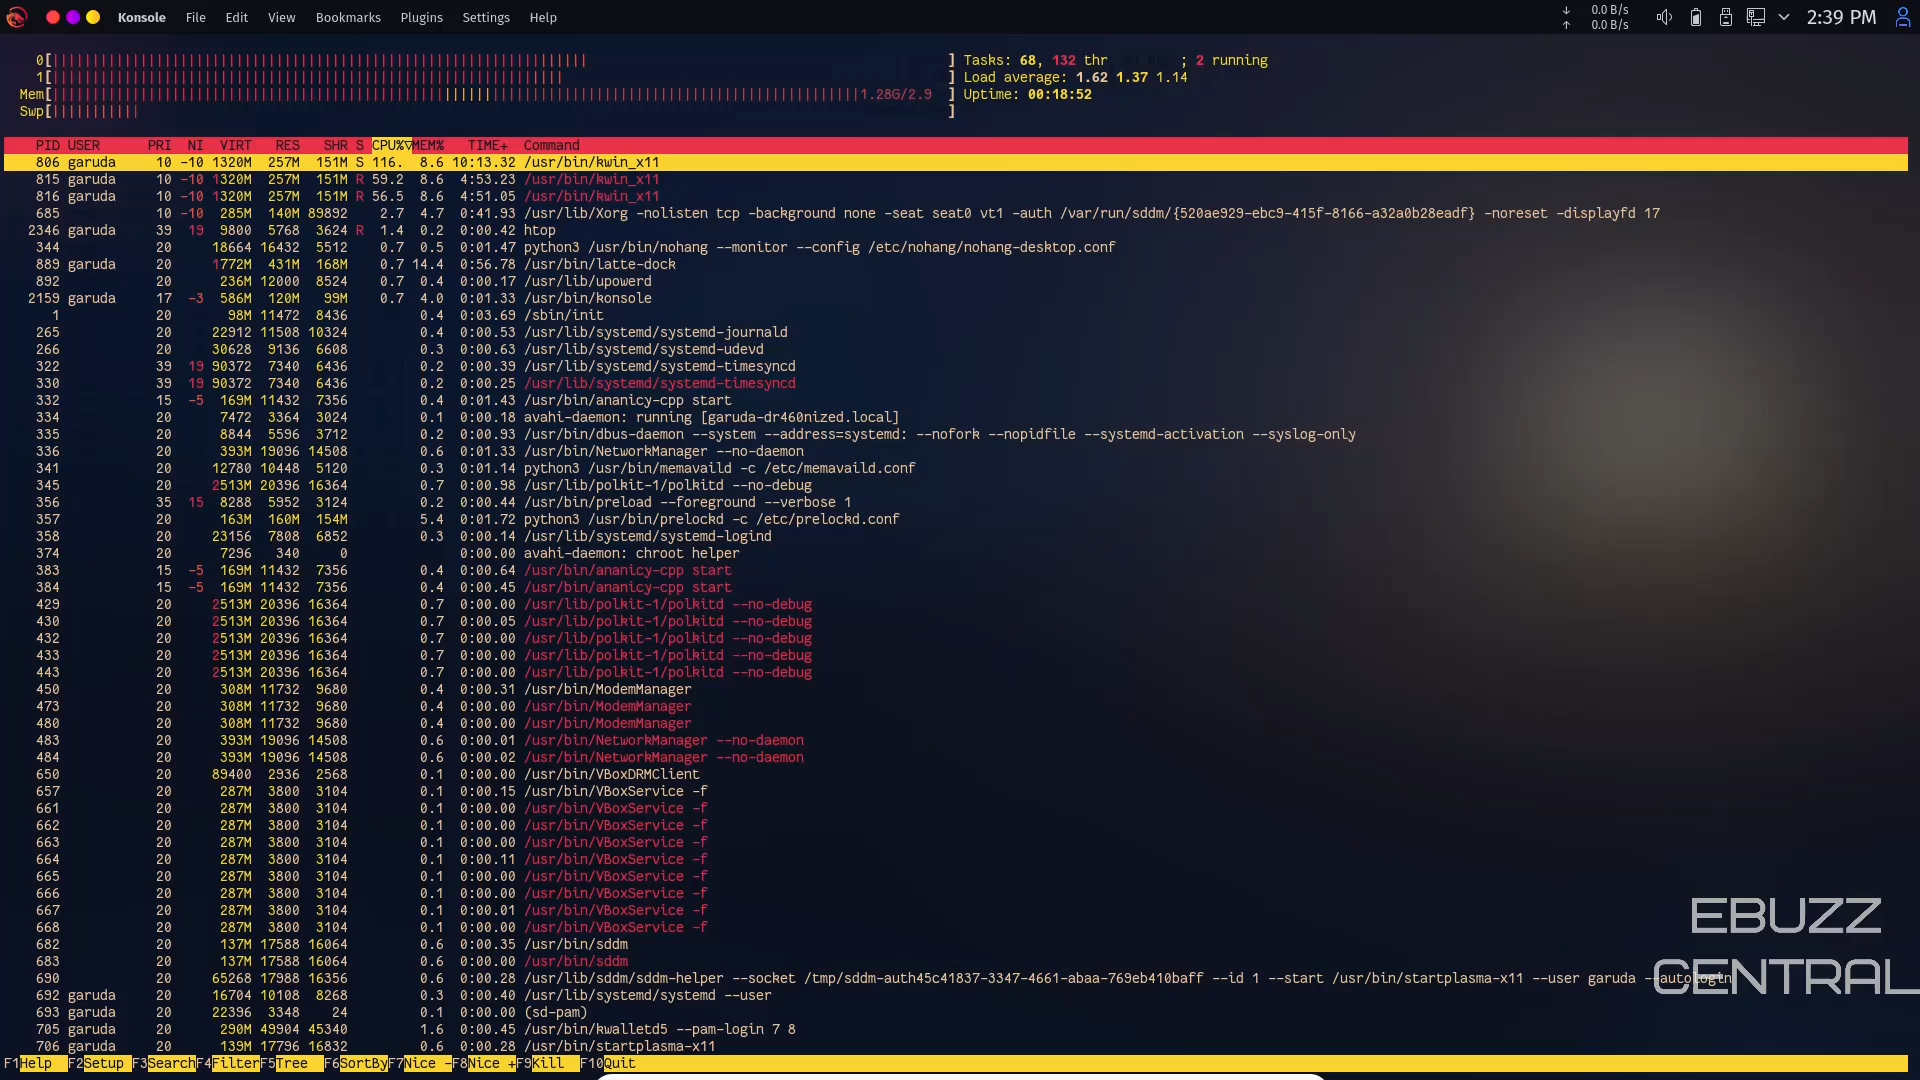 Konsole File Edit View Bookmarks Plugins Settings Help ↓ 0.0 B/s ↑ 0.0 B/s 2:39 PM
0[ ] Tasks: 68, 132 thr ; 2 running
1[ ] Load average: 1.62 1.37 1.14
Mem[ 1.28G/2.9 ] Uptime: 00:18:52
Swp[ ]
PID USER PRI NI VIRT RES SHR S CPU%▽MEM% TIME+ Command
806 garuda 10 -10 1320M 257M 151M S 116. 8.6 10:13.32 /usr/bin/kwin_x11
815 garuda 10 -10 1320M 257M 151M R 59.2 8.6 4:53.23 /usr/bin/kwin_x11
816 garuda 10 -10 1320M 257M 151M R 56.5 8.6 4:51.05 /usr/bin/kwin_x11
685 10 -10 285M 140M 89892 2.7 4.7 0:41.93 /usr/lib/Xorg -nolisten tcp -background none -seat seat0 vt1 -auth /var/run/sddm/{520ae929-ebc9-415f-8166-a32a0b28eadf} -noreset -displayfd 17
2346 garuda 39 19 9800 5768 3624 R 1.4 0.2 0:00.42 htop
344 20 18664 16432 5512 0.7 0.5 0:01.47 python3 /usr/bin/nohang --monitor --config /etc/nohang/nohang-desktop.conf
889 garuda 20 1772M 431M 168M 0.7 14.4 0:56.78 /usr/bin/latte-dock
892 20 236M 12000 8524 0.7 0.4 0:00.17 /usr/lib/upowerd
2159 garuda 17 -3 586M 120M 99M 0.7 4.0 0:01.33 /usr/bin/konsole
1 20 98M 11472 8436 0.4 0:03.69 /sbin/init
265 20 22912 11508 10324 0.4 0:00.53 /usr/lib/systemd/systemd-journald
266 20 30628 9136 6608 0.3 0:00.63 /usr/lib/systemd/systemd-udevd
322 39 19 90372 7340 6436 0.2 0:00.39 /usr/lib/systemd/systemd-timesyncd
330 39 19 90372 7340 6436 0.2 0:00.25 /usr/lib/systemd/systemd-timesyncd
332 15 -5 169M 11432 7356 0.4 0:01.43 /usr/bin/ananicy-cpp start
334 20 7472 3364 3024 0.1 0:00.18 avahi-daemon: running [garuda-dr460nized.local]
335 20 8844 5596 3712 0.2 0:00.93 /usr/bin/dbus-daemon --system --address=systemd: --nofork --nopidfile --systemd-activation --syslog-only
336 20 393M 19096 14508 0.6 0:01.33 /usr/bin/NetworkManager --no-daemon
341 20 12780 10448 5120 0.3 0:01.14 python3 /usr/bin/memavaild -c /etc/memavaild.conf
345 20 2513M 20396 16364 0.7 0:00.98 /usr/lib/polkit-1/polkitd --no-debug
356 35 15 8288 5952 3124 0.2 0:00.44 /usr/bin/preload --foreground --verbose 1
357 20 163M 160M 154M 5.4 0:01.72 python3 /usr/bin/prelockd -c /etc/prelockd.conf
358 20 23156 7808 6852 0.3 0:00.14 /usr/lib/systemd/systemd-logind
374 20 7296 340 0 0:00.00 avahi-daemon: chroot helper
383 15 -5 169M 11432 7356 0.4 0:00.64 /usr/bin/ananicy-cpp start
384 15 -5 169M 11432 7356 0.4 0:00.45 /usr/bin/ananicy-cpp start
429 20 2513M 20396 16364 0.7 0:00.00 /usr/lib/polkit-1/polkitd --no-debug
430 20 2513M 20396 16364 0.7 0:00.05 /usr/lib/polkit-1/polkitd --no-debug
432 20 2513M 20396 16364 0.7 0:00.00 /usr/lib/polkit-1/polkitd --no-debug
433 20 2513M 20396 16364 0.7 0:00.00 /usr/lib/polkit-1/polkitd --no-debug
443 20 2513M 20396 16364 0.7 0:00.00 /usr/lib/polkit-1/polkitd --no-debug
450 20 308M 11732 9680 0.4 0:00.31 /usr/bin/ModemManager
473 20 308M 11732 9680 0.4 0:00.00 /usr/bin/ModemManager
480 20 308M 11732 9680 0.4 0:00.00 /usr/bin/ModemManager
483 20 393M 19096 14508 0.6 0:00.01 /usr/bin/NetworkManager --no-daemon
484 20 393M 19096 14508 0.6 0:00.02 /usr/bin/NetworkManager --no-daemon
650 20 89400 2936 2568 0.1 0:00.00 /usr/bin/VBoxDRMClient
657 20 287M 3800 3104 0.1 0:00.15 /usr/bin/VBoxService -f
661 20 287M 3800 3104 0.1 0:00.00 /usr/bin/VBoxService -f
662 20 287M 3800 3104 0.1 0:00.00 /usr/bin/VBoxService -f
663 20 287M 3800 3104 0.1 0:00.00 /usr/bin/VBoxService -f
664 20 287M 3800 3104 0.1 0:00.11 /usr/bin/VBoxService -f
665 20 287M 3800 3104 0.1 0:00.00 /usr/bin/VBoxService -f
666 20 287M 3800 3104 0.1 0:00.00 /usr/bin/VBoxService -f
667 20 287M 3800 3104 0.1 0:00.01 /usr/bin/VBoxService -f
668 20 287M 3800 3104 0.1 0:00.00 /usr/bin/VBoxService -f
682 20 137M 17588 16064 0.6 0:00.35 /usr/bin/sddm
683 20 137M 17588 16064 0.6 0:00.00 /usr/bin/sddm
690 20 65268 17988 16356 0.6 0:00.28 /usr/lib/sddm/sddm-helper --socket /tmp/sddm-auth45c41837-3347-4661-abaa-769eb410baff --id 1 --start /usr/bin/startplasma-x11 --user garuda --autologin
692 garuda 20 16704 10108 8268 0.3 0:00.40 /usr/lib/systemd/systemd --user
693 garuda 20 22396 3348 24 0.1 0:00.00 (sd-pam)
705 garuda 20 290M 49904 45340 1.6 0:00.45 /usr/bin/kwalletd5 --pam-login 7 8
706 garuda 20 139M 17796 16832 0.6 0:00.28 /usr/bin/startplasma-x11
F1Help F2Setup F3SearchF4FilterF5Tree F6SortByF7Nice -F8Nice +F9Kill F10Quit
EBUZZ
CENTRAL